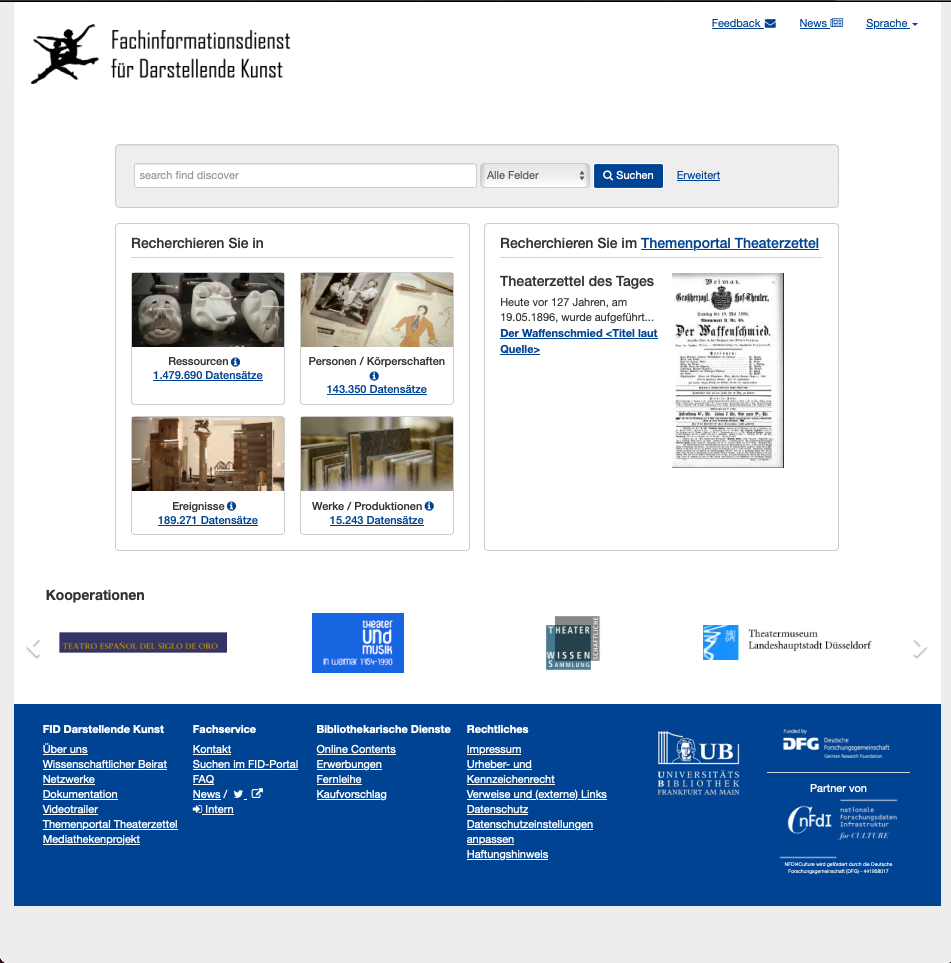 Feedback
News
Sprache
Fachinformationsdienst
für Darstellende Kunst
search find discover
Alle Felder
Suchen
Erweitert
Recherchieren Sie in
Ressourcen
1.479.690 Datensätze
Personen / Körperschaften
143.350 Datensätze
Ereignisse
189.271 Datensätze
Werke / Produktionen
15.243 Datensätze
Recherchieren Sie im Themenportal Theaterzettel
Theaterzettel des Tages
Heute vor 127 Jahren, am
19.05.1896, wurde aufgeführt...
Der Waffenschmied <Titel laut
Quelle>
Weimar.
Großherzogl. Hof-Theater.
Der Waffenschmied.
Kooperationen
TEATRO ESPAÑOL DEL SIGLO DE ORO
theater
und
musik
in weimar 1754-1990
THEATER
WISSEN
SCHAFTLICHE
SAMMLUNG
Theatermuseum
Landeshauptstadt Düsseldorf
FID Darstellende Kunst
Über uns
Wissenschaftlicher Beirat
Netzwerke
Dokumentation
Videotrailer
Themenportal Theaterzettel
Mediathekenprojekt
Fachservice
Kontakt
Suchen im FID-Portal
FAQ
News /
Intern
Bibliothekarische Dienste
Online Contents
Erwerbungen
Fernleihe
Kaufvorschlag
Rechtliches
Impressum
Urheber- und
Kennzeichenrecht
Verweise und (externe) Links
Datenschutz
Datenschutzeinstellungen
anpassen
Haftungshinweis
UB
UNIVERSITÄTS
BIBLIOTHEK
FRANKFURT AM MAIN
Funded by
DFG Deutsche
Forschungsgemeinschaft
German Research Foundation
Partner von
nFdI
nationale
Forschungsdaten
Infrastruktur
for CULTURE
NFDI4Culture wird gefördert durch die Deutsche
Forschungsgemeinschaft (DFG) - 441958017